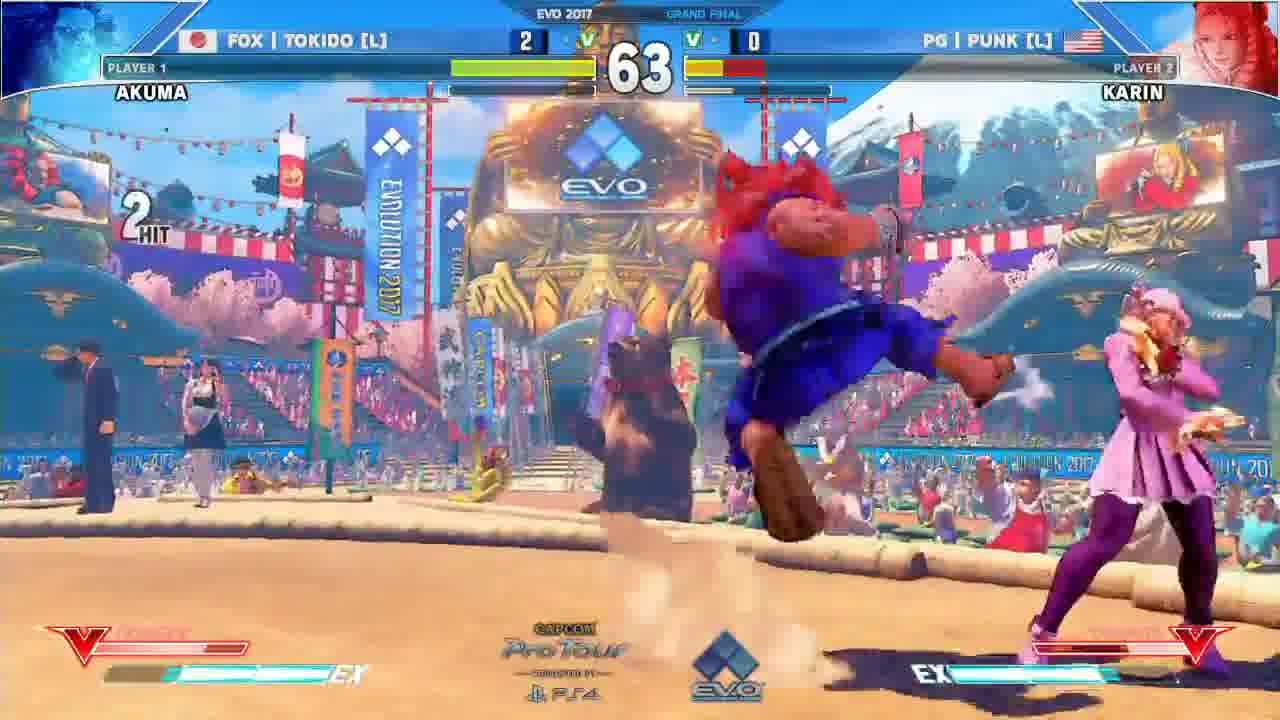 EVO 2017
GRAND FINAL
FOX | TOKIDO [L]
2
V
63
V
0
PG | PUNK [L]
PLAYER 1
PLAYER 2
AKUMA
KARIN
EVO
EVOLUTION 2017
2
HIT
CAPCOM
Pro Tour
PS4
EVO
EX
EX
V
V